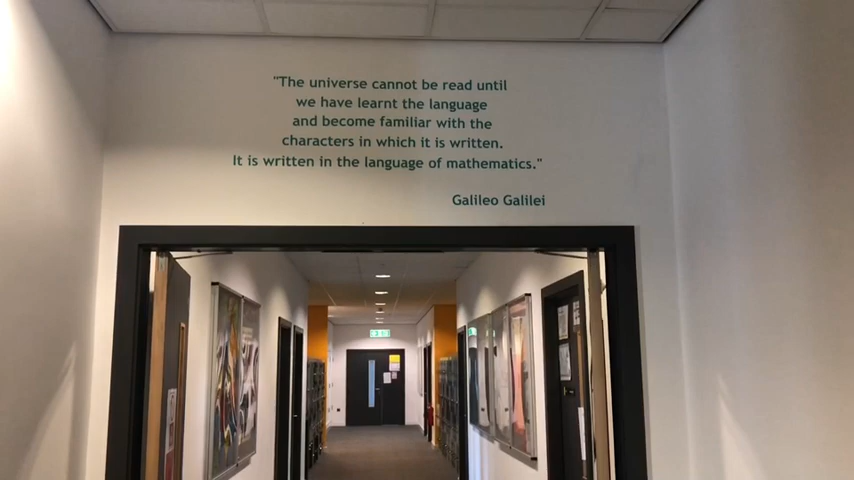 "The universe cannot be read until
we have learnt the language
and become familiar with the
characters in which it is written.
It is written in the language of mathematics."
Galileo Galilei